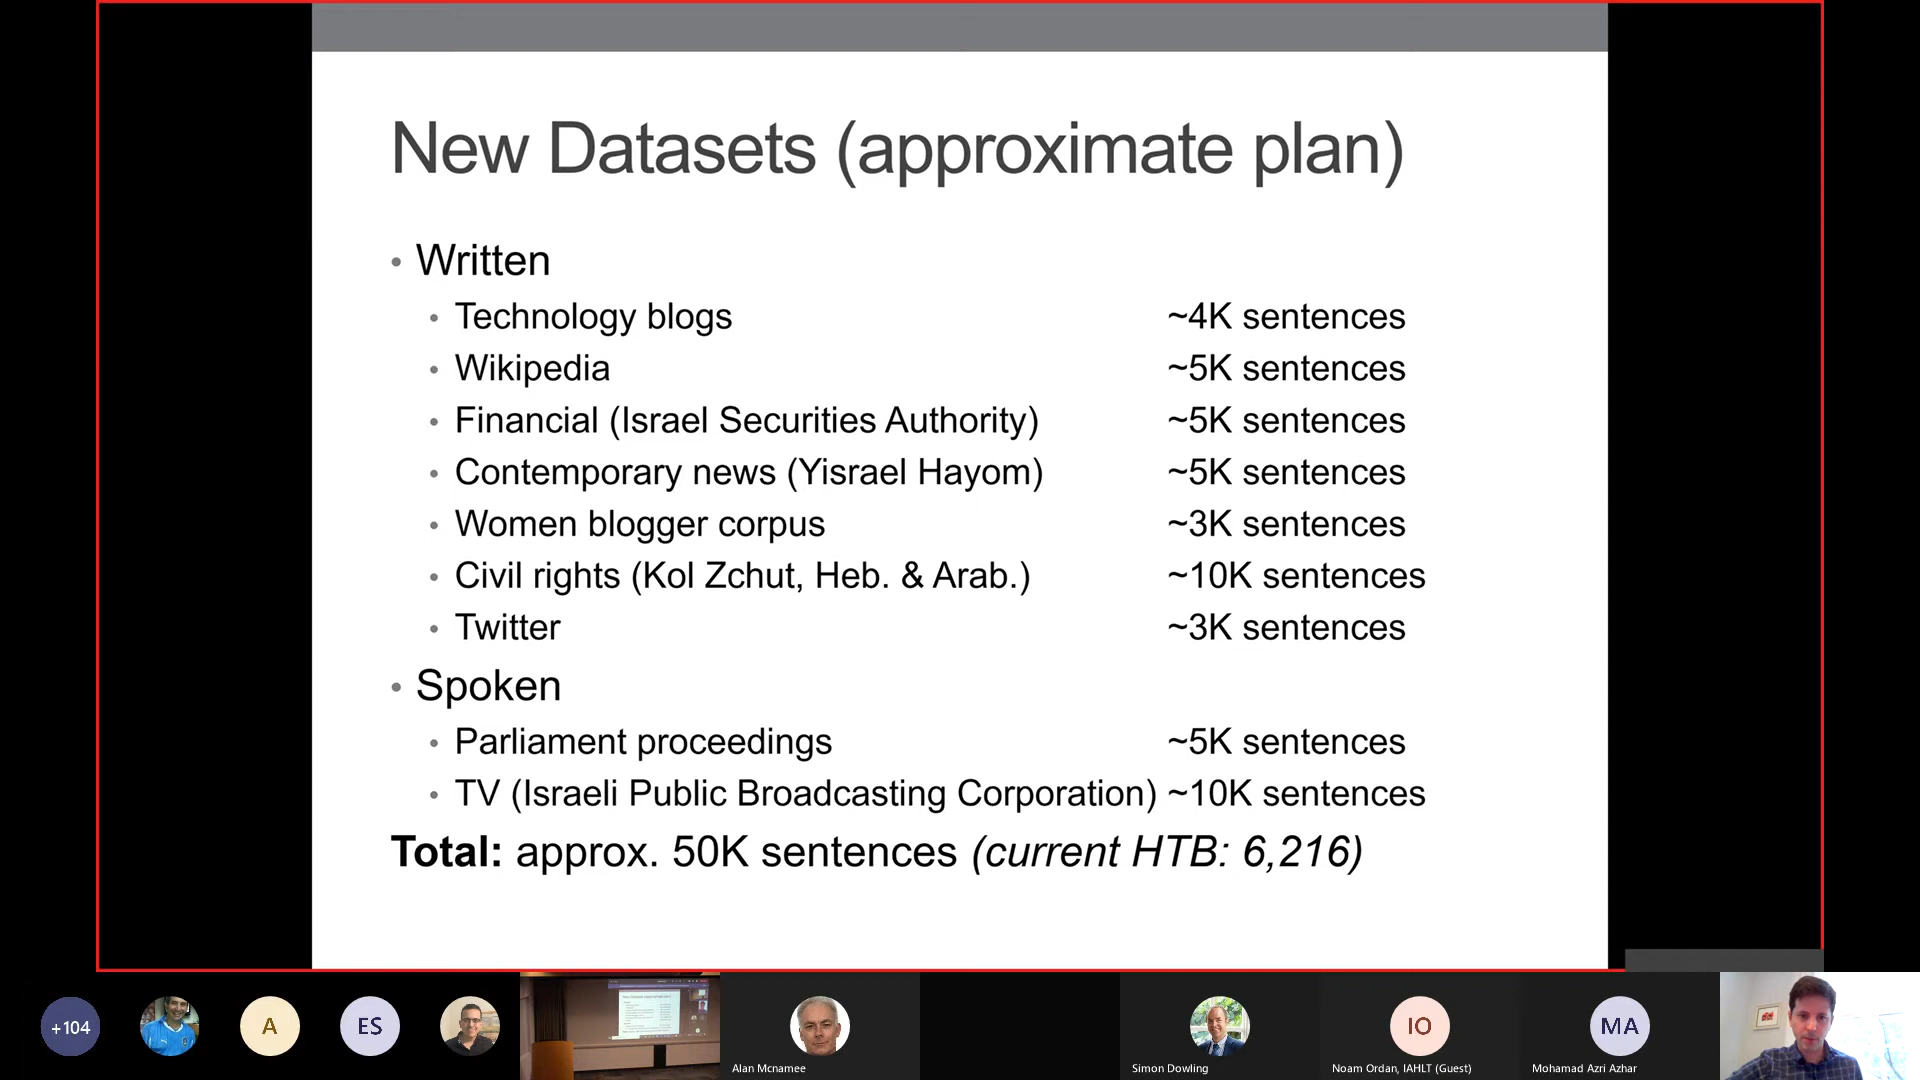 New Datasets (approximate plan)
• Written
• Technology blogs ~4K sentences
• Wikipedia ~5K sentences
• Financial (Israel Securities Authority) ~5K sentences
• Contemporary news (Yisrael Hayom) ~5K sentences
• Women blogger corpus ~3K sentences
• Civil rights (Kol Zchut, Heb. & Arab.) ~10K sentences
• Twitter ~3K sentences
• Spoken
• Parliament proceedings ~5K sentences
• TV (Israeli Public Broadcasting Corporation) ~10K sentences
Total: approx. 50K sentences (current HTB: 6,216)
+104
A
ES
IO
MA
Alan Mcnamee
Simon Dowling
Noam Ordan, IAHLT (Guest)
Mohamad Azri Azhar